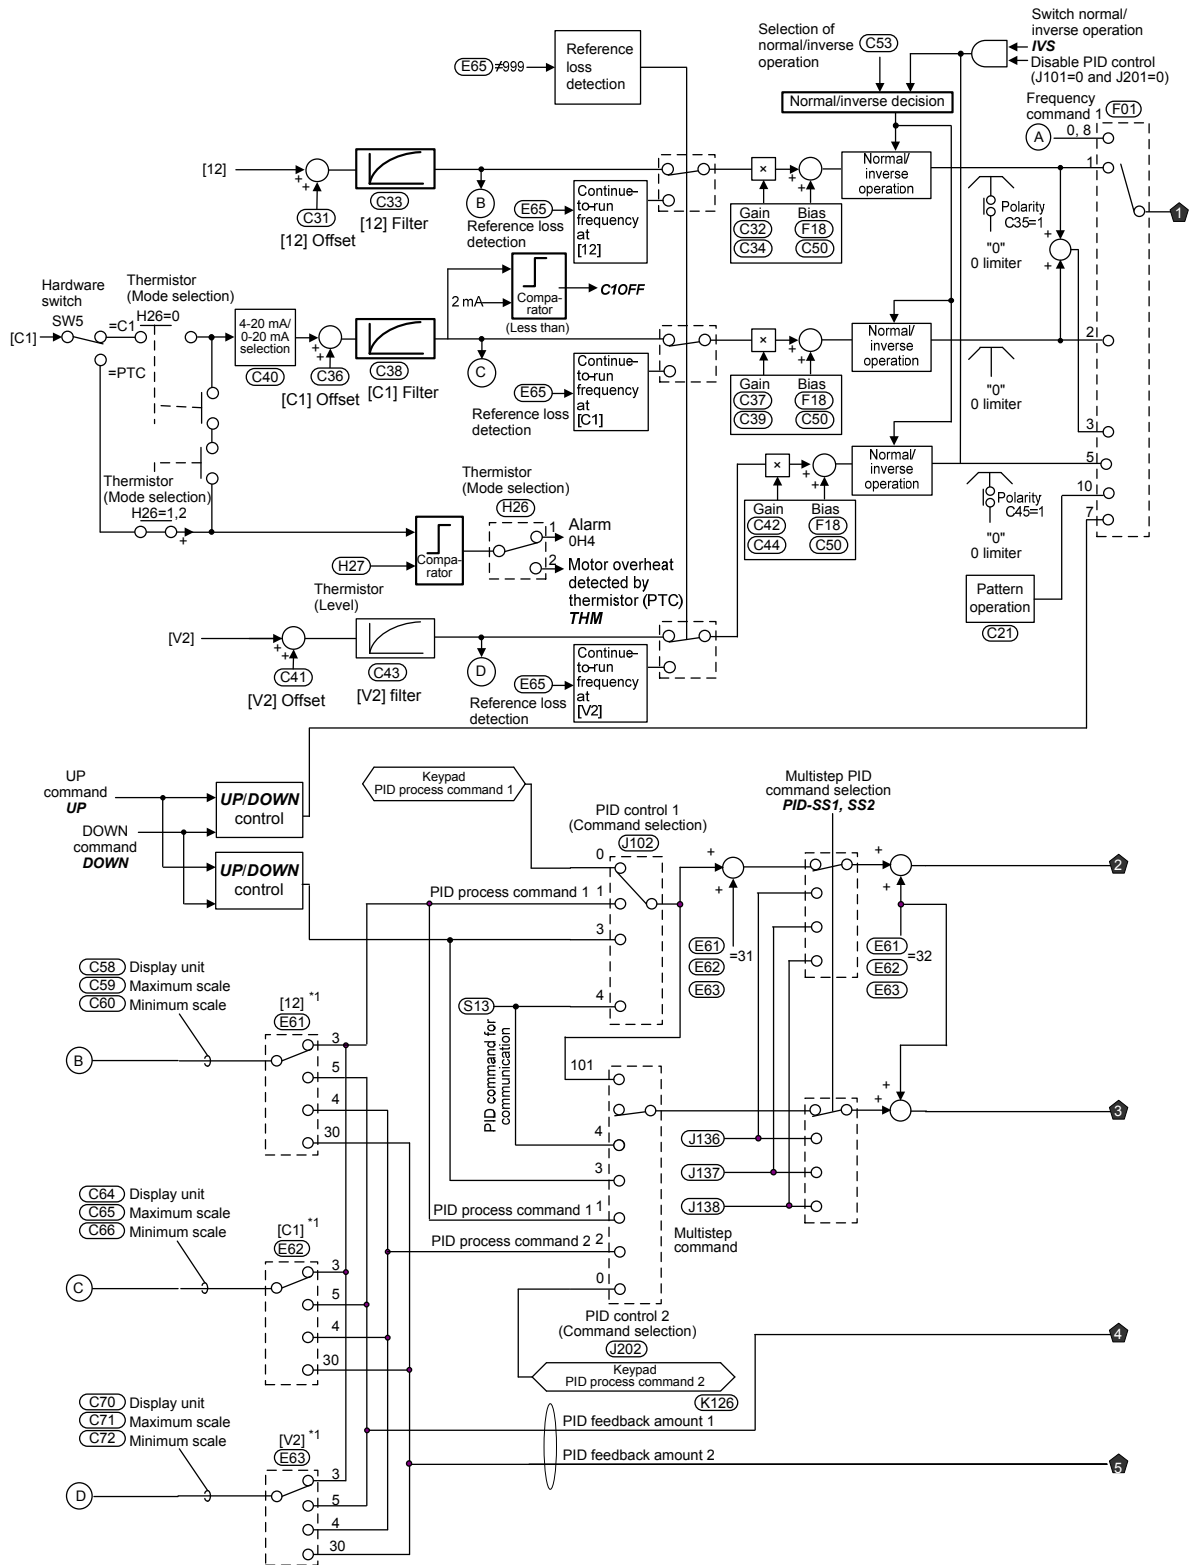 Switch normal/
inverse operation
IVS
Disable PID control
(J101=0 and J201=0)
Selection of
normal/inverse
operation
C53
Reference
loss
detection
E65 ≠999
Normal/inverse decision
Frequency
command 1
F01
A
0, 8
[12]
+
+
C31
[12] Offset
C33
[12] Filter
B
E65
Reference loss
detection
Continue-
to-run
frequency
at
[12]
×
+
+
Gain
C32
C34
Bias
F18
C50
Normal/
inverse
operation
Polarity
C35=1
"0"
0 limiter
1
+
+
1
Hardware
switch
SW5
[C1]
=C1
=PTC
Thermistor
(Mode selection)
H26=0
4-20 mA/
0-20 mA
selection
C40
+
+
C36
[C1] Offset
C38
[C1] Filter
2 mA
Compa-
rator
(Less than)
C1OFF
C
E65
Reference loss
detection
Continue-
to-run
frequency
at
[C1]
×
+
+
Gain
C37
C39
Bias
F18
C50
Normal/
inverse
operation
"0"
0 limiter
2
3
Thermistor
(Mode selection)
H26=1,2
+
Thermistor
(Mode selection)
H26
H27
Thermistor
(Level)
Compa-
rator
1
Alarm
0H4
2
Motor overheat
detected by
thermistor (PTC)
THM
×
+
+
Gain
C42
C44
Bias
F18
C50
Normal/
inverse
operation
Polarity
C45=1
"0"
0 limiter
5
10
7
Pattern
operation
C21
[V2]
+
+
C41
[V2] Offset
C43
[V2] filter
D
E65
Reference loss
detection
Continue-
to-run
frequency
at
[V2]
UP
command
UP
DOWN
command
DOWN
UP/DOWN
control
UP/DOWN
control
Keypad
PID process command 1
PID control 1
(Command selection)
J102
0
PID process command 1 1
3
4
S13
PID command for
communication
+
+
E61
E62
E63
=31
Multistep PID
command selection
PID-SS1, SS2
+
+
E61
E62
E63
=32
2
C58 Display unit
C59 Maximum scale
C60 Minimum scale
B
[12] *1
E61
3
5
4
30
101
4
3
PID process command 1 1
PID process command 2 2
0
J136
J137
J138
Multistep
command
+
+
3
C64 Display unit
C65 Maximum scale
C66 Minimum scale
C
[C1] *1
E62
3
5
4
30
PID control 2
(Command selection)
J202
Keypad
PID process command 2
K126
4
C70 Display unit
C71 Maximum scale
C72 Minimum scale
D
[V2] *1
E63
3
5
4
30
PID feedback amount 1
PID feedback amount 2
5